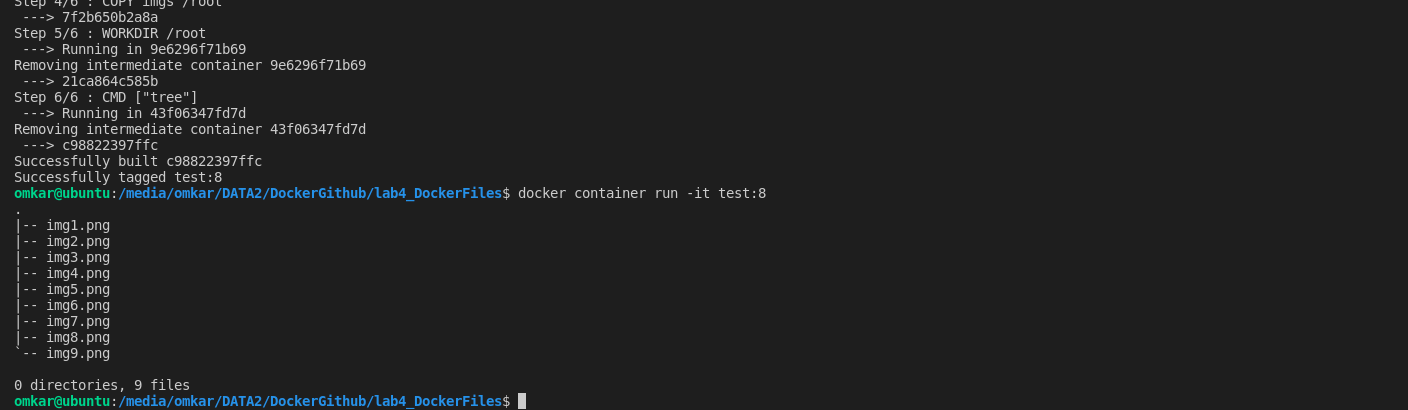 Step 4/6 : COPY imgs /root
 ---> 7f2b650b2a8a
Step 5/6 : WORKDIR /root
 ---> Running in 9e6296f71b69
Removing intermediate container 9e6296f71b69
 ---> 21ca864c585b
Step 6/6 : CMD ["tree"]
 ---> Running in 43f06347fd7d
Removing intermediate container 43f06347fd7d
 ---> c98822397ffc
Successfully built c98822397ffc
Successfully tagged test:8
omkar@ubuntu:/media/omkar/DATA2/DockerGithub/lab4_DockerFiles$ docker container run -it test:8
.
|-- img1.png
|-- img2.png
|-- img3.png
|-- img4.png
|-- img5.png
|-- img6.png
|-- img7.png
|-- img8.png
`-- img9.png

0 directories, 9 files
omkar@ubuntu:/media/omkar/DATA2/DockerGithub/lab4_DockerFiles$